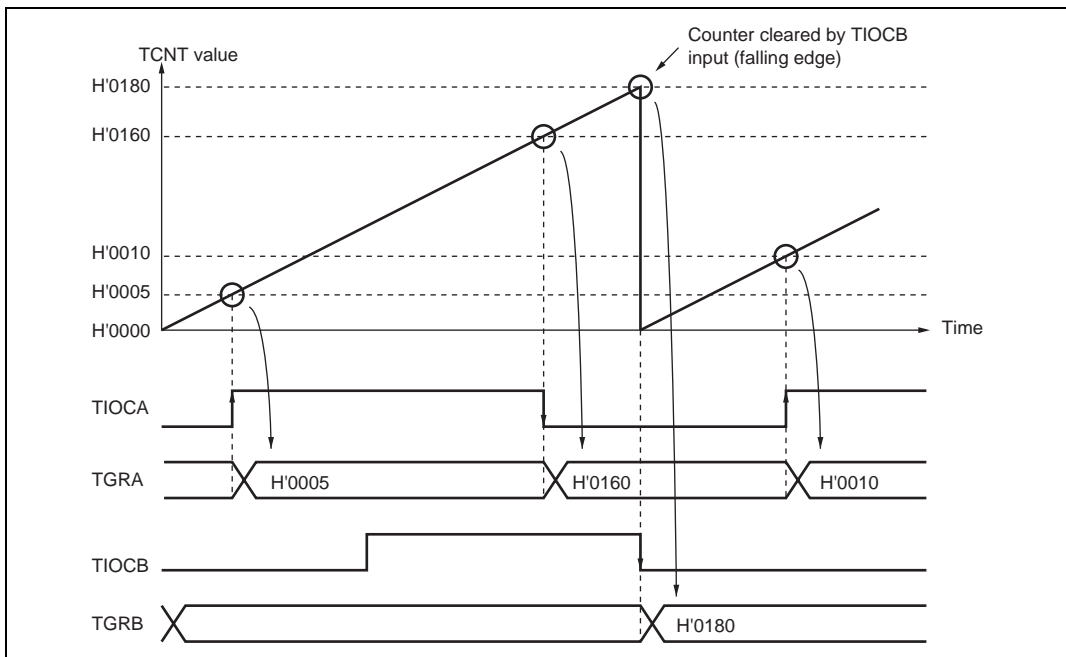 Counter cleared by TIOCB
input (falling edge)
TCNT value
H'0180
H'0160
H'0010
H'0005
H'0000
Time
TIOCA
TGRA
H'0005
H'0160
H'0010
TIOCB
TGRB
H'0180